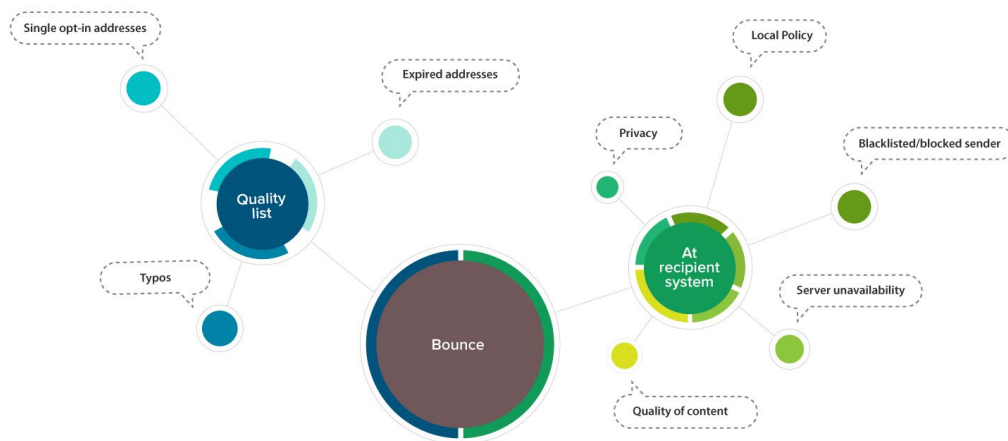 Single opt-in addresses
Expired addresses
Quality
list
Typos
Bounce
Local Policy
Privacy
Blacklisted/blocked sender
At
recipient
system
Server unavailability
Quality of content